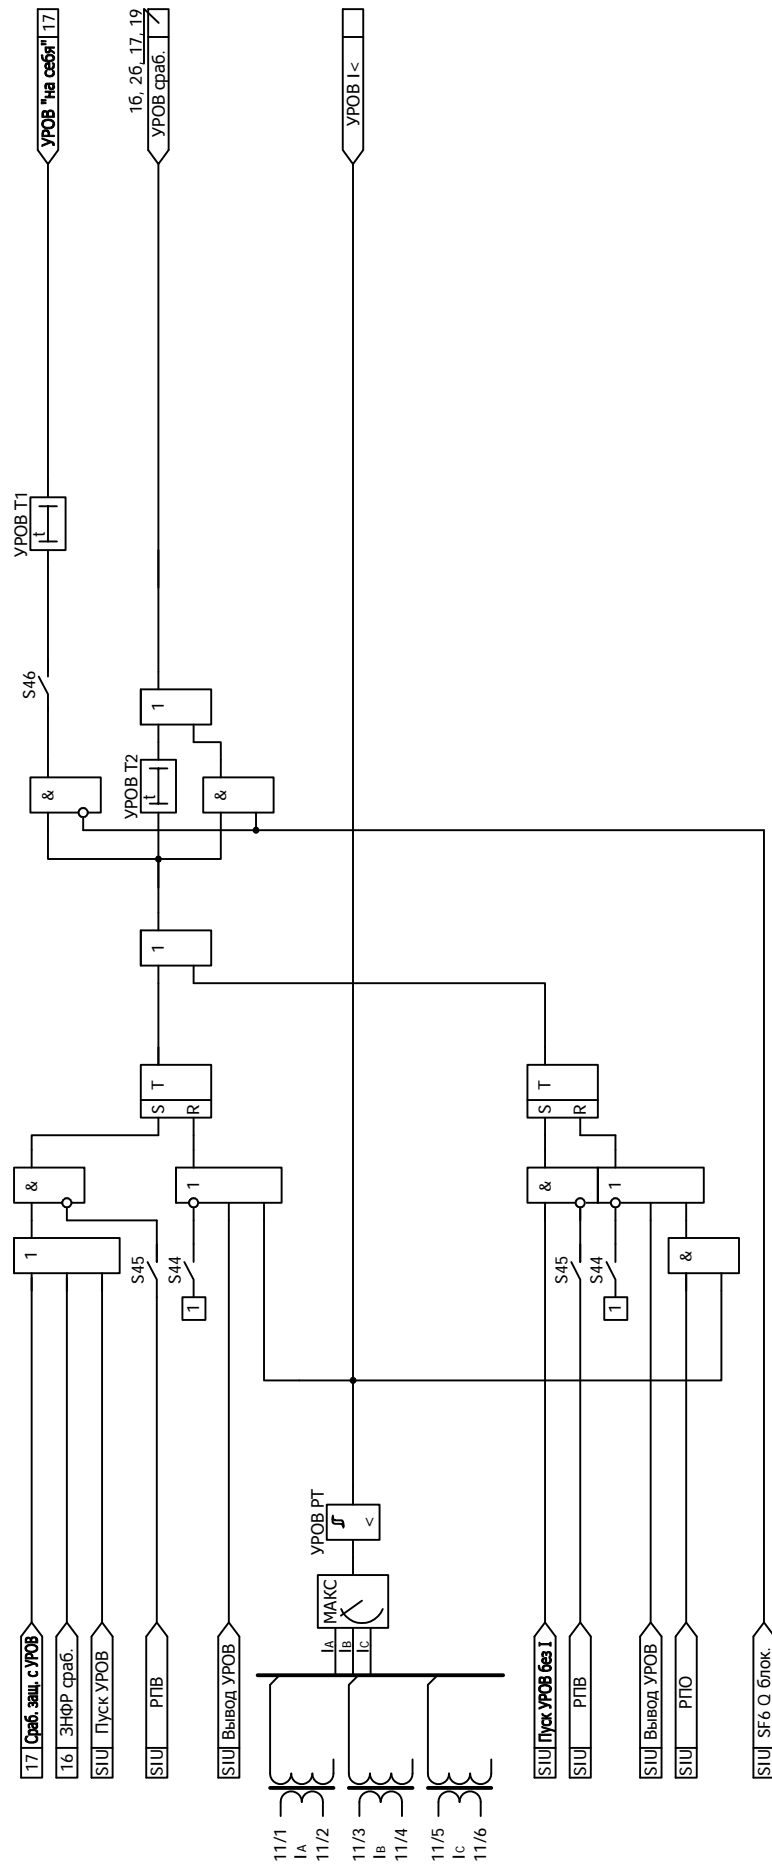 17 Сраб. защ. с УРОВ
16 ЗНФР сраб.
SIU Пуск УРОВ
SIU РПВ
SIU Вывод УРОВ
11/1
IA
11/2
11/3
IB
11/4
11/5
IC
11/6
SIU Пуск УРОВ без I
SIU РПВ
SIU Вывод УРОВ
SIU РПО
SIU SF6 Q блок.
IA
IB
IC
МАКС
УРОВ РТ
<
1
S45
S44
1
&
1
S T
R
S45
S44
1
&
&
1
S T
R
1
&
УРОВ T2
t
&
1
S46
УРОВ T1
t
УРОВ "на себя" 17
16, 26, 17, 19
УРОВ сраб.
УРОВ I<